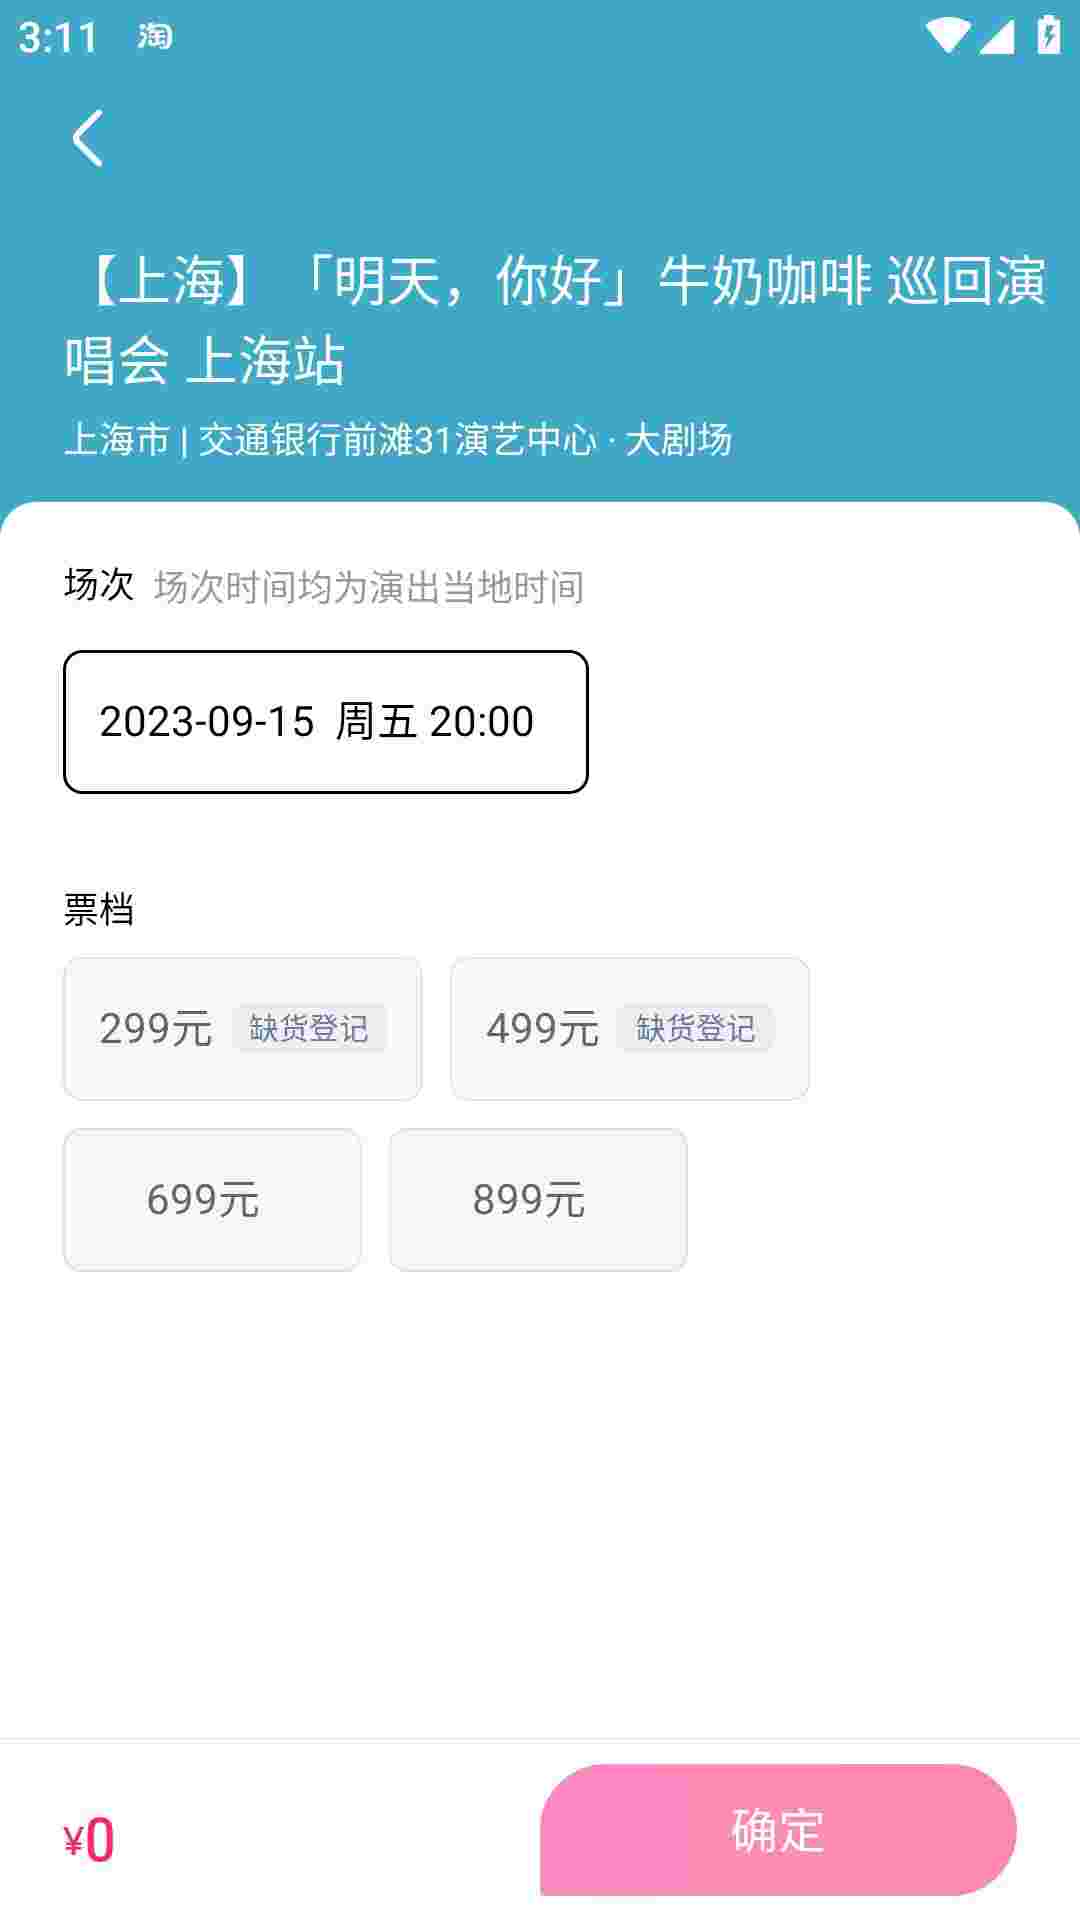 3:11 淘
【上海】「明天，你好」牛奶咖啡 巡回演
唱会 上海站
上海市 | 交通银行前滩31演艺中心 · 大剧场
场次 场次时间均为演出当地时间
2023-09-15 周五 20:00
票档
299元 缺货登记 499元 缺货登记
699元 899元
¥0 确定